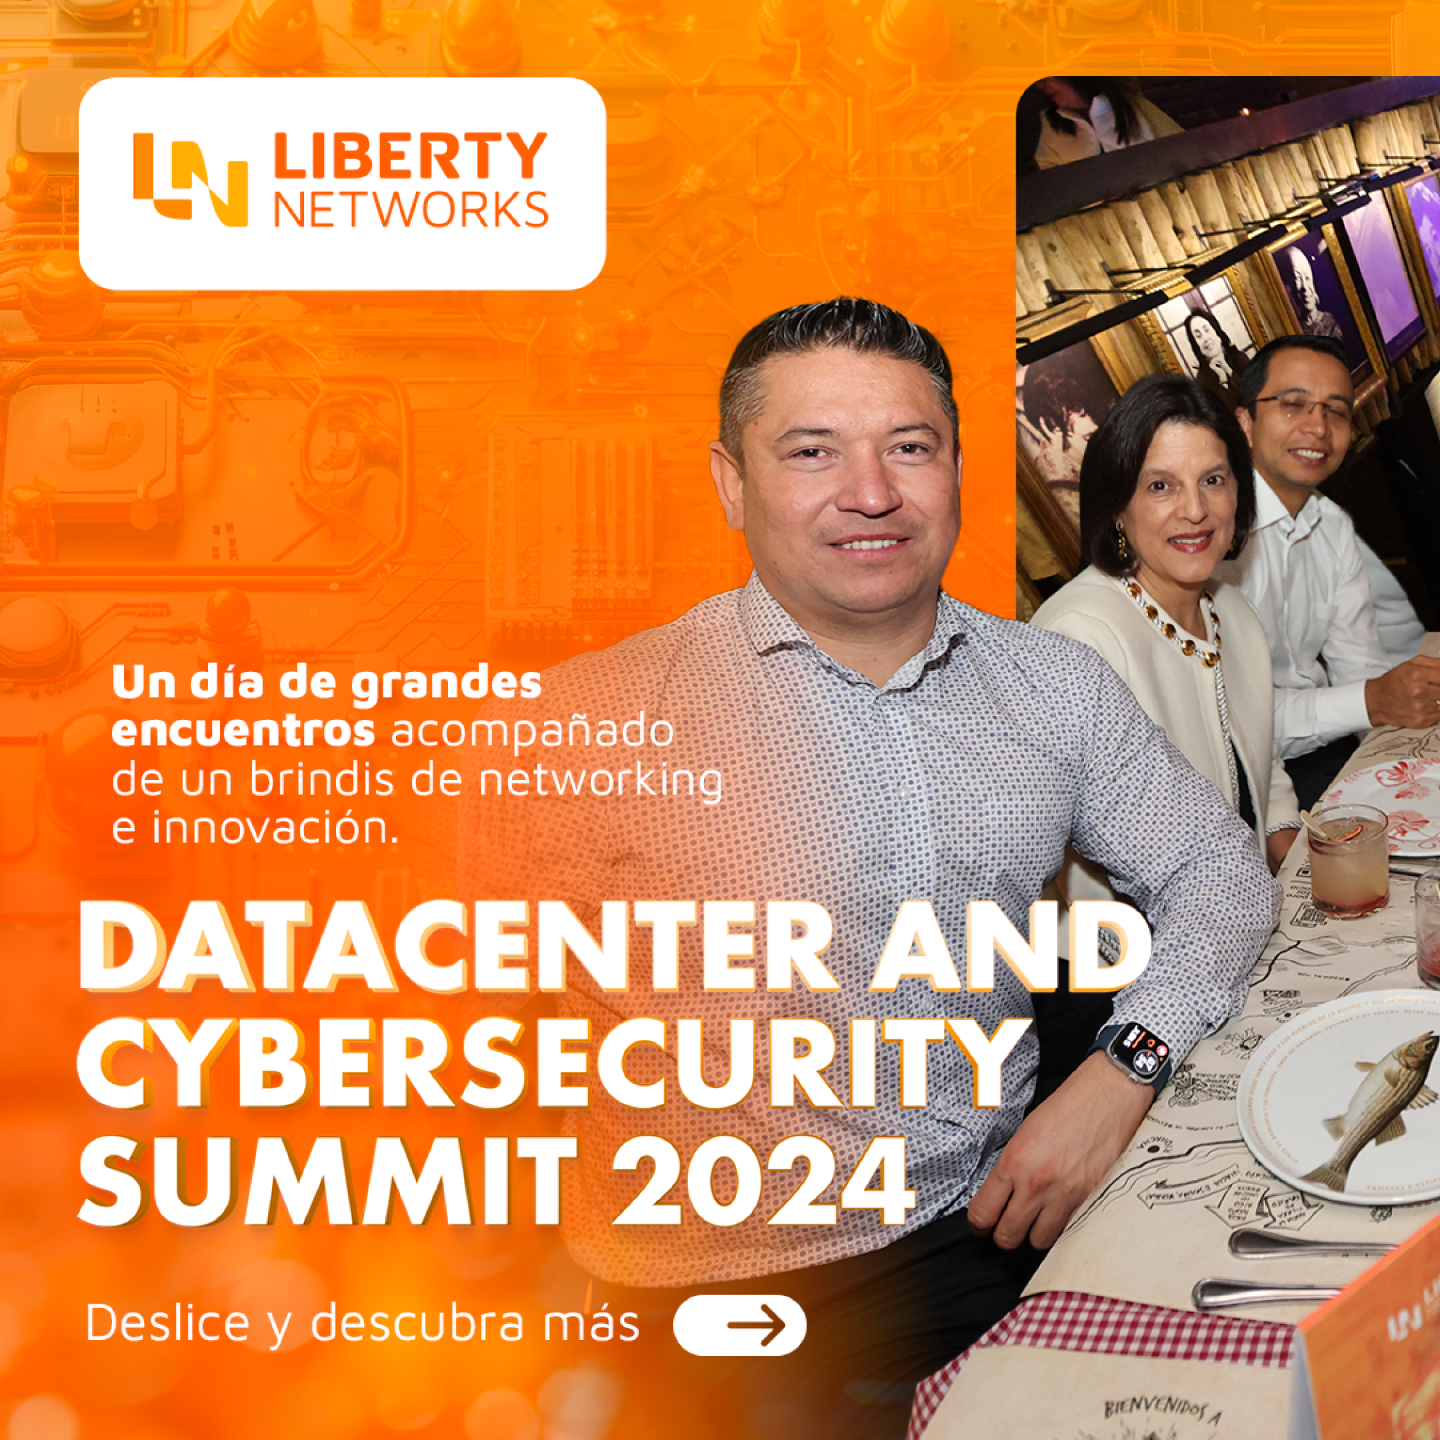 LIBERTY
NETWORKS
Un día de grandes
encuentros acompañado
de un brindis de networking
e innovación.
DATACENTER AND
CYBERSECURITY
SUMMIT 2024
Deslice y descubra más
BIENVENIDOS A